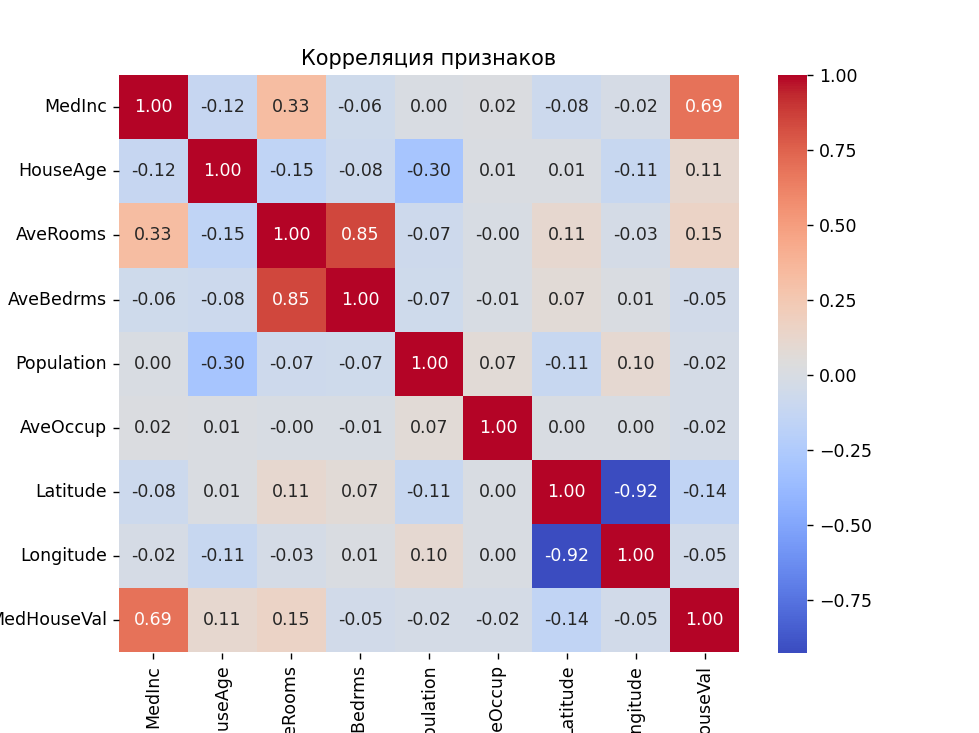 Корреляция признаков
MedInc 1.00 -0.12 0.33 -0.06 0.00 0.02 -0.08 -0.02 0.69
HouseAge -0.12 1.00 -0.15 -0.08 -0.30 0.01 0.01 -0.11 0.11
AveRooms 0.33 -0.15 1.00 0.85 -0.07 -0.00 0.11 -0.03 0.15
AveBedrms -0.06 -0.08 0.85 1.00 -0.07 -0.01 0.07 0.01 -0.05
Population 0.00 -0.30 -0.07 -0.07 1.00 0.07 -0.11 0.10 -0.02
AveOccup 0.02 0.01 -0.00 -0.01 0.07 1.00 0.00 0.00 -0.02
Latitude -0.08 0.01 0.11 0.07 -0.11 0.00 1.00 -0.92 -0.14
Longitude -0.02 -0.11 -0.03 0.01 0.10 0.00 -0.92 1.00 -0.05
MedHouseVal 0.69 0.11 0.15 -0.05 -0.02 -0.02 -0.14 -0.05 1.00
MedInc
useAge
eRooms
Bedrms
pulation
eOccup
Latitude
ngitude
ouseVal
1.00
0.75
0.50
0.25
0.00
−0.25
−0.50
−0.75